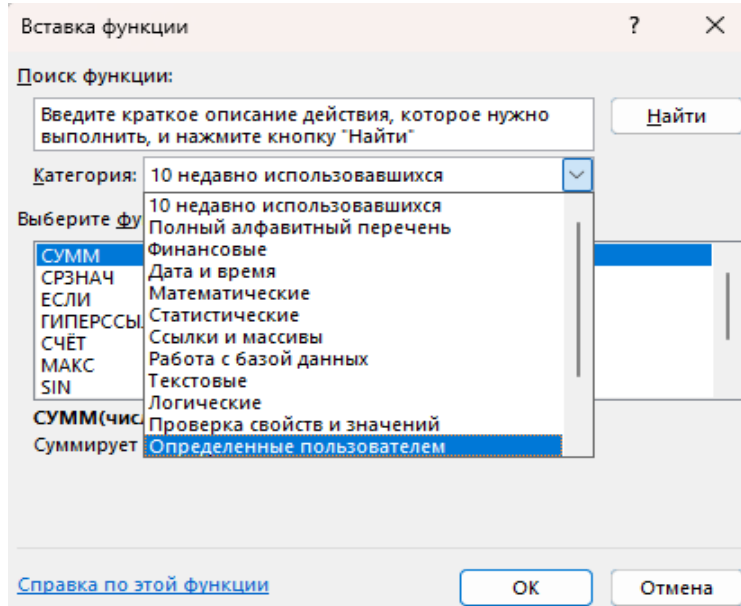 Вставка функции
? ×
Поиск функции:
Введите краткое описание действия, которое нужно
выполнить, и нажмите кнопку "Найти"
Найти
Категория: 10 недавно использовавшихся
10 недавно использовавшихся
Полный алфавитный перечень
Финансовые
Дата и время
Математические
Статистические
Ссылки и массивы
Работа с базой данных
Текстовые
Логические
Проверка свойств и значений
Определенные пользователем
Выберите фу
СУММ
СРЗНАЧ
ЕСЛИ
ГИПЕРССЫ
СЧЁТ
МАКС
SIN
СУММ(чис
Суммирует
Справка по этой функции
ОК
Отмена